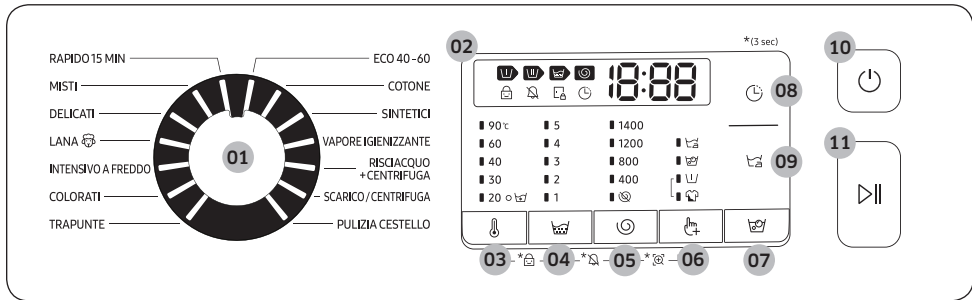 RAPIDO 15 MIN
MISTI
DELICATI
LANA
INTENSIVO A FREDDO
COLORATI
TRAPUNTE
01
ECO 40-60
COTONE
SINTETICI
VAPORE IGIENIZZANTE
RISCIACQUO
+CENTRIFUGA
SCARICO/CENTRIFUGA
PULIZIA CESTELLO
02
*(3 sec)
18:88
90℃ 5 1400
60 4 1200
40 3 800
30 2 400
20 1
03 * 04 * 05 * 06 07
08
09
10
11